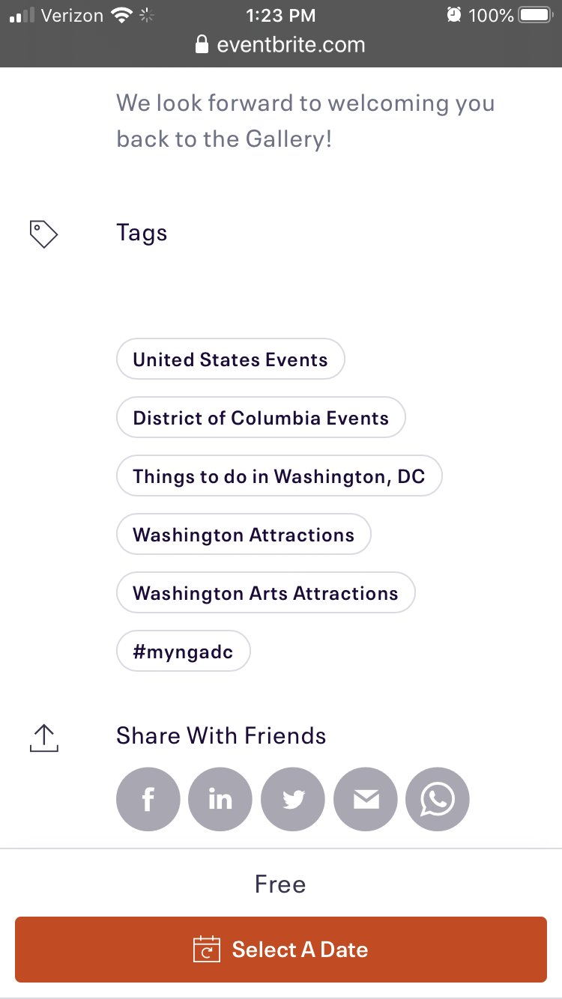 Verizon 1:23 PM 100%
eventbrite.com
We look forward to welcoming you
back to the Gallery!
Tags
United States Events
District of Columbia Events
Things to do in Washington, DC
Washington Attractions
Washington Arts Attractions
#myngadc
Share With Friends
f in
Free
Select A Date